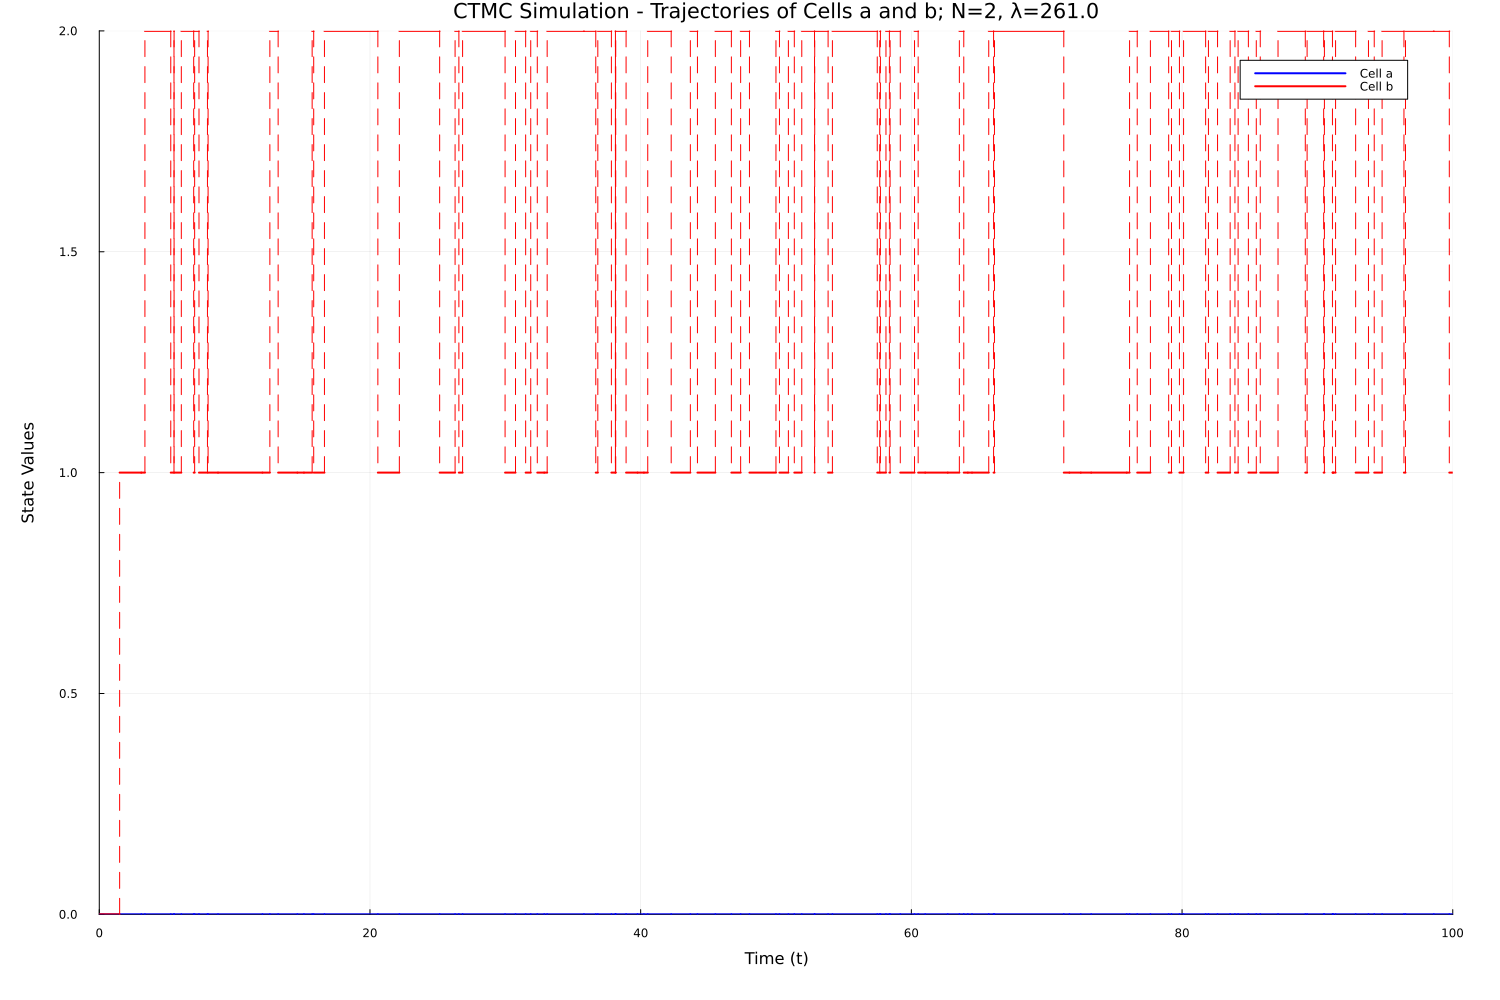 CTMC Simulation - Trajectories of Cells a and b; N=2, λ=261.0
2.0
Cell a
Cell b
1.5
1.0
State Values
0.5
0.0
0 20 40 60 80 100
Time (t)